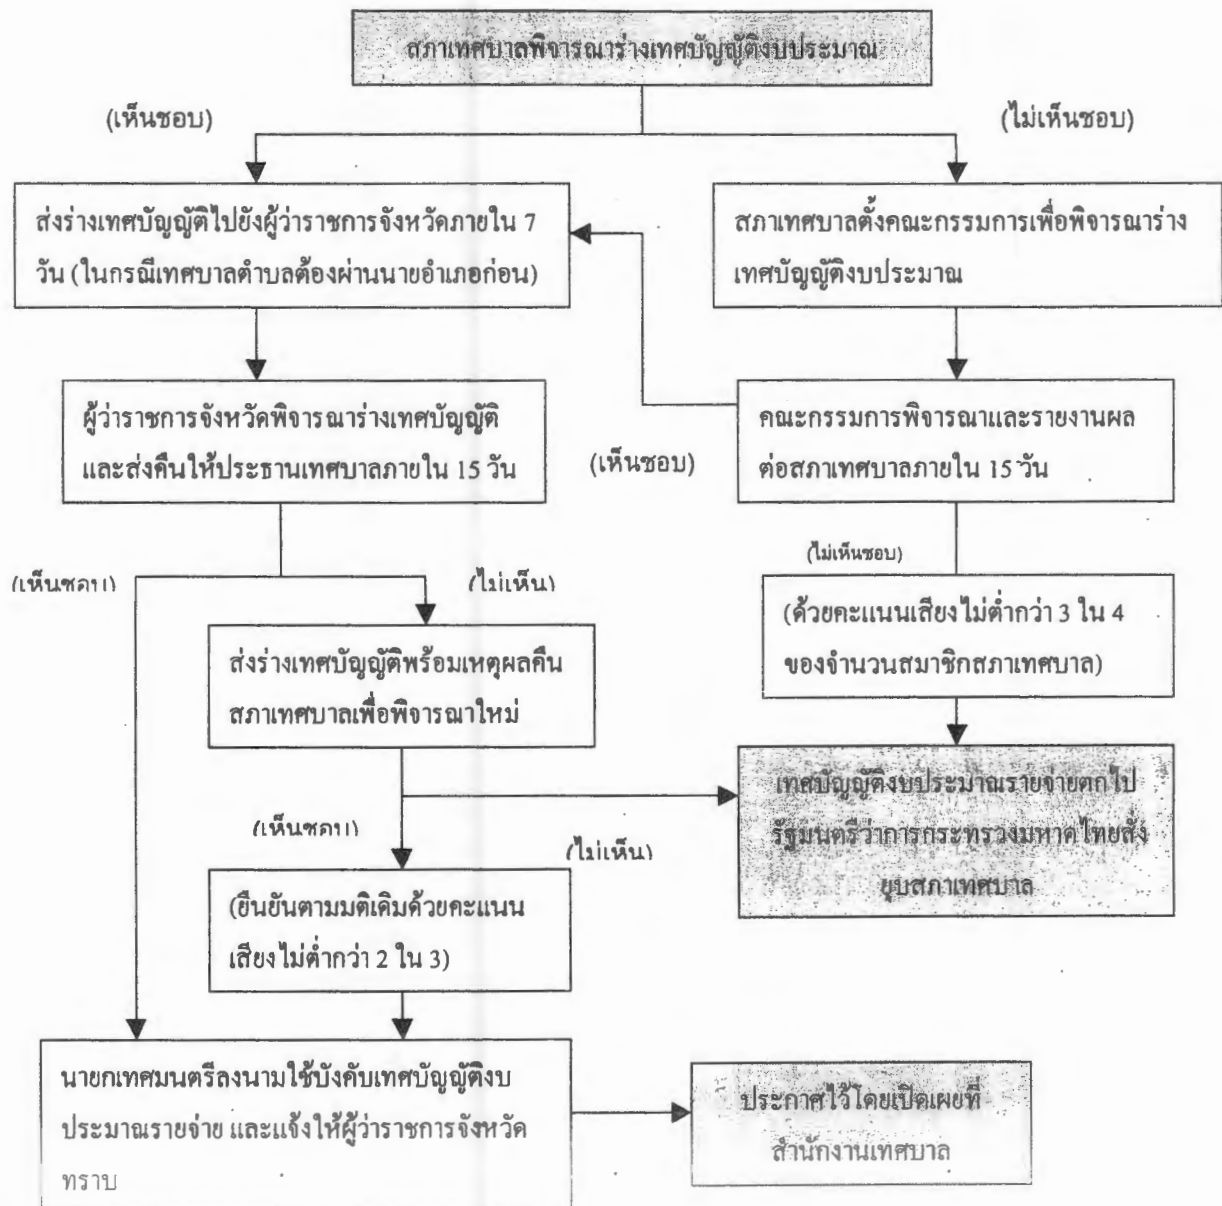 สภาเทศบาลพิจารณาร่างเทศบัญญัติงบประมาณ
(เห็นชอบ)
(ไม่เห็นชอบ)
ส่งร่างเทศบัญญัติไปยังผู้ว่าราชการจังหวัดภายใน 7
วัน (ในกรณีเทศบาลตำบลต้องผ่านนายอำเภอก่อน)
สภาเทศบาลตั้งคณะกรรมการเพื่อพิจารณาร่าง
เทศบัญญัติงบประมาณ
ผู้ว่าราชการจังหวัดพิจารณาร่างเทศบัญญัติ
และส่งคืนให้ประธานเทศบาลภายใน 15 วัน
(เห็นชอบ)
คณะกรรมการพิจารณาและรายงานผล
ต่อสภาเทศบาลภายใน 15 วัน
(เห็นชอบ)
(ไม่เห็น)
(ไม่เห็นชอบ)
ส่งร่างเทศบัญญัติพร้อมเหตุผลคืน
สภาเทศบาลเพื่อพิจารณาใหม่
(ด้วยคะแนนเสียงไม่ต่ำกว่า 3 ใน 4
ของจำนวนสมาชิกสภาเทศบาล)
(เห็นชอบ)
(ไม่เห็น)
เทศบัญญัติงบประมาณรายจ่ายตกไป
รัฐมนตรีว่าการกระทรวงมหาดไทยสั่ง
ยุบสภาเทศบาล
(ยืนยันตามมติเดิมด้วยคะแนน
เสียงไม่ต่ำกว่า 2 ใน 3)
นายกเทศมนตรีลงนามใช้บังคับเทศบัญญัติงบ
ประมาณรายจ่าย และแจ้งให้ผู้ว่าราชการจังหวัด
ทราบ
ประกาศไว้โดยเปิดเผยที่
สำนักงานเทศบาล